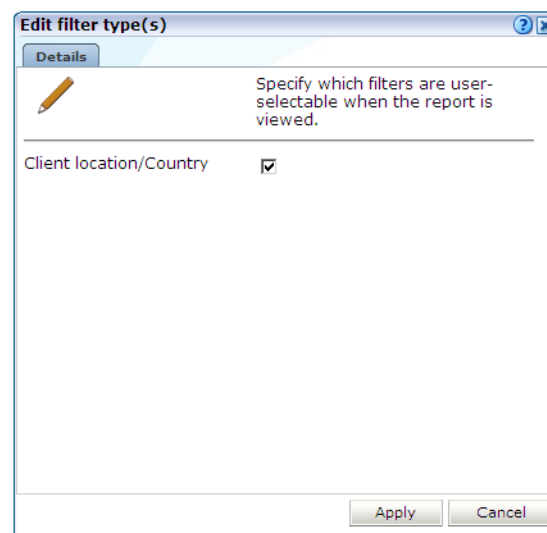 Edit filter type(s)
?
Details
Specify which filters are user-
selectable when the report is
viewed.
Client location/Country
Apply Cancel